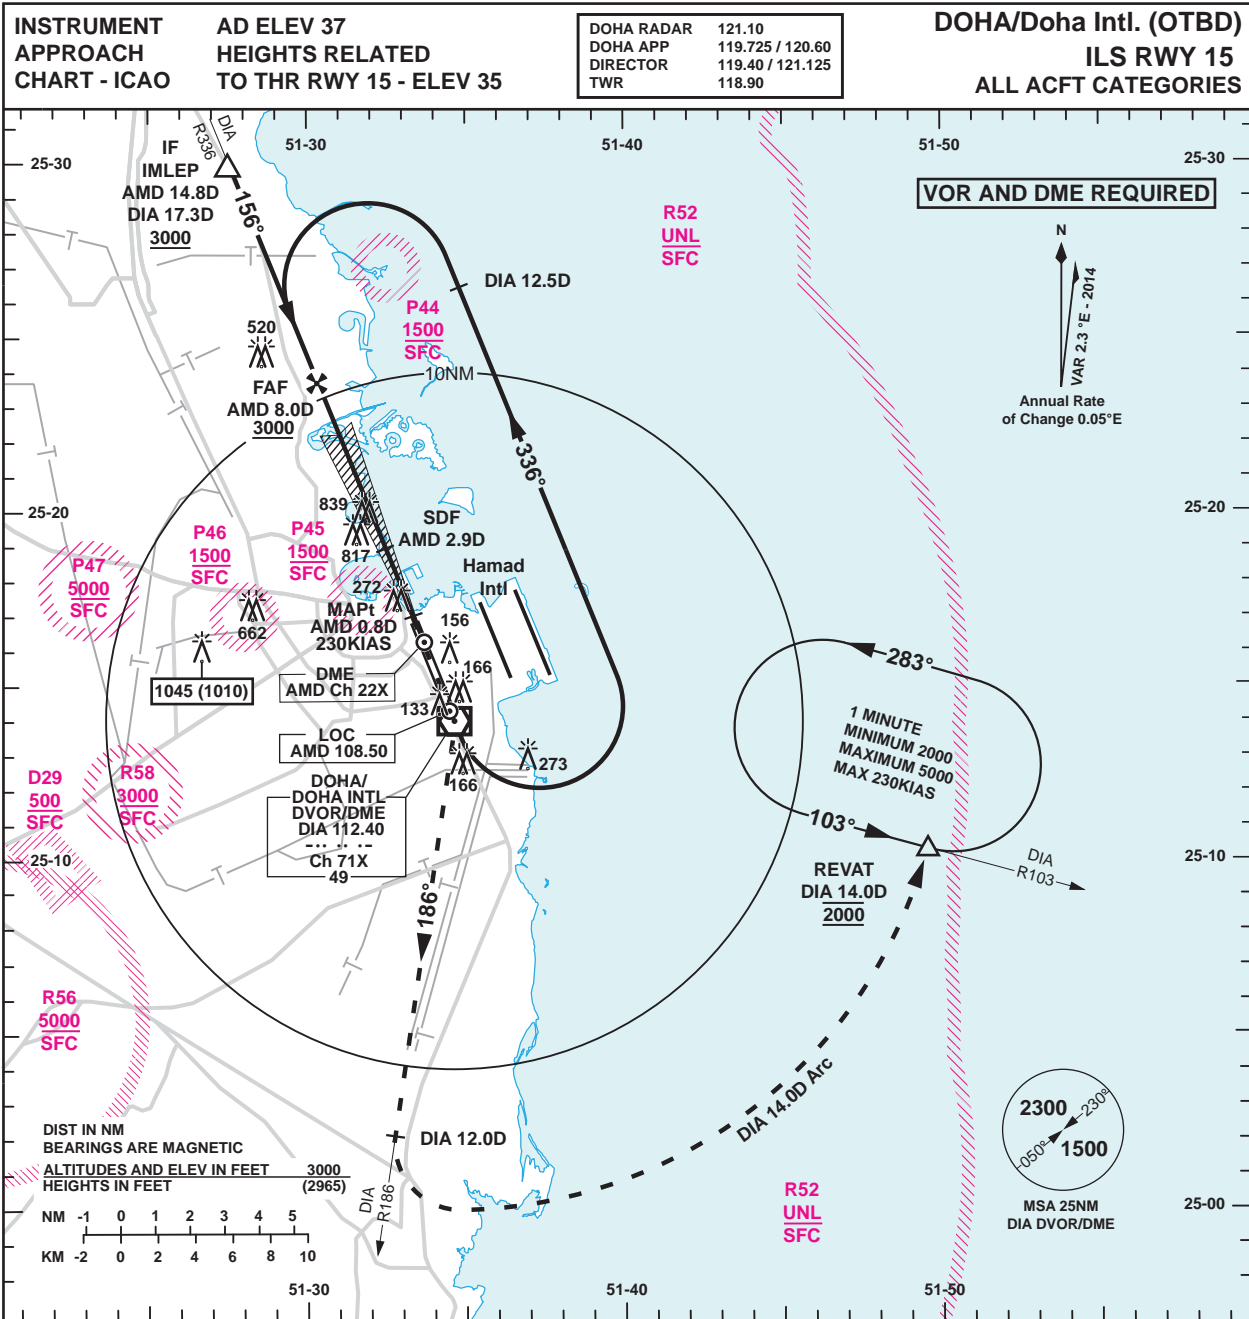 INSTRUMENT
APPROACH
CHART - ICAO
AD ELEV 37
HEIGHTS RELATED
TO THR RWY 15 - ELEV 35
DOHA RADAR 121.10
DOHA APP 119.725 / 120.60
DIRECTOR 119.40 / 121.125
TWR 118.90
DOHA/Doha Intl. (OTBD)
ILS RWY 15
ALL ACFT CATEGORIES
51-30
51-40
51-50
25-30
25-30
DIA
R336
IF
IMLEP
AMD 14.8D
DIA 17.3D
3000
156°
VOR AND DME REQUIRED
R52
UNL
SFC
N
VAR 2.3 °E - 2014
Annual Rate
of Change 0.05°E
DIA 12.5D
P44
1500
SFC
520
10NM
FAF
AMD 8.0D
3000
336°
25-20
25-20
839
817
SDF
AMD 2.9D
P46
1500
SFC
P45
1500
SFC
P47
5000
SFC
Hamad
Intl
272
MAPt
AMD 0.8D
230KIAS
156
662
1045 (1010)
DME
AMD Ch 22X
166
133
LOC
AMD 108.50
166
273
283°
1 MINUTE
MINIMUM 2000
MAXIMUM 5000
MAX 230KIAS
103°
D29
500
SFC
R58
3000
SFC
DOHA/
DOHA INTL
DVOR/DME
DIA 112.40
-·· ·· ·-
Ch 71X
49
25-10
25-10
REVAT
DIA 14.0D
2000
DIA
R103
186°
R56
5000
SFC
DIA 14.0D Arc
DIA 12.0D
DIA
R186
2300
230°
050°
1500
MSA 25NM
DIA DVOR/DME
DIST IN NM
BEARINGS ARE MAGNETIC
ALTITUDES AND ELEV IN FEET 3000
HEIGHTS IN FEET (2965)
NM -1 0 1 2 3 4 5
KM -2 0 2 4 6 8 10
R52
UNL
SFC
25-00
51-30
51-40
51-50